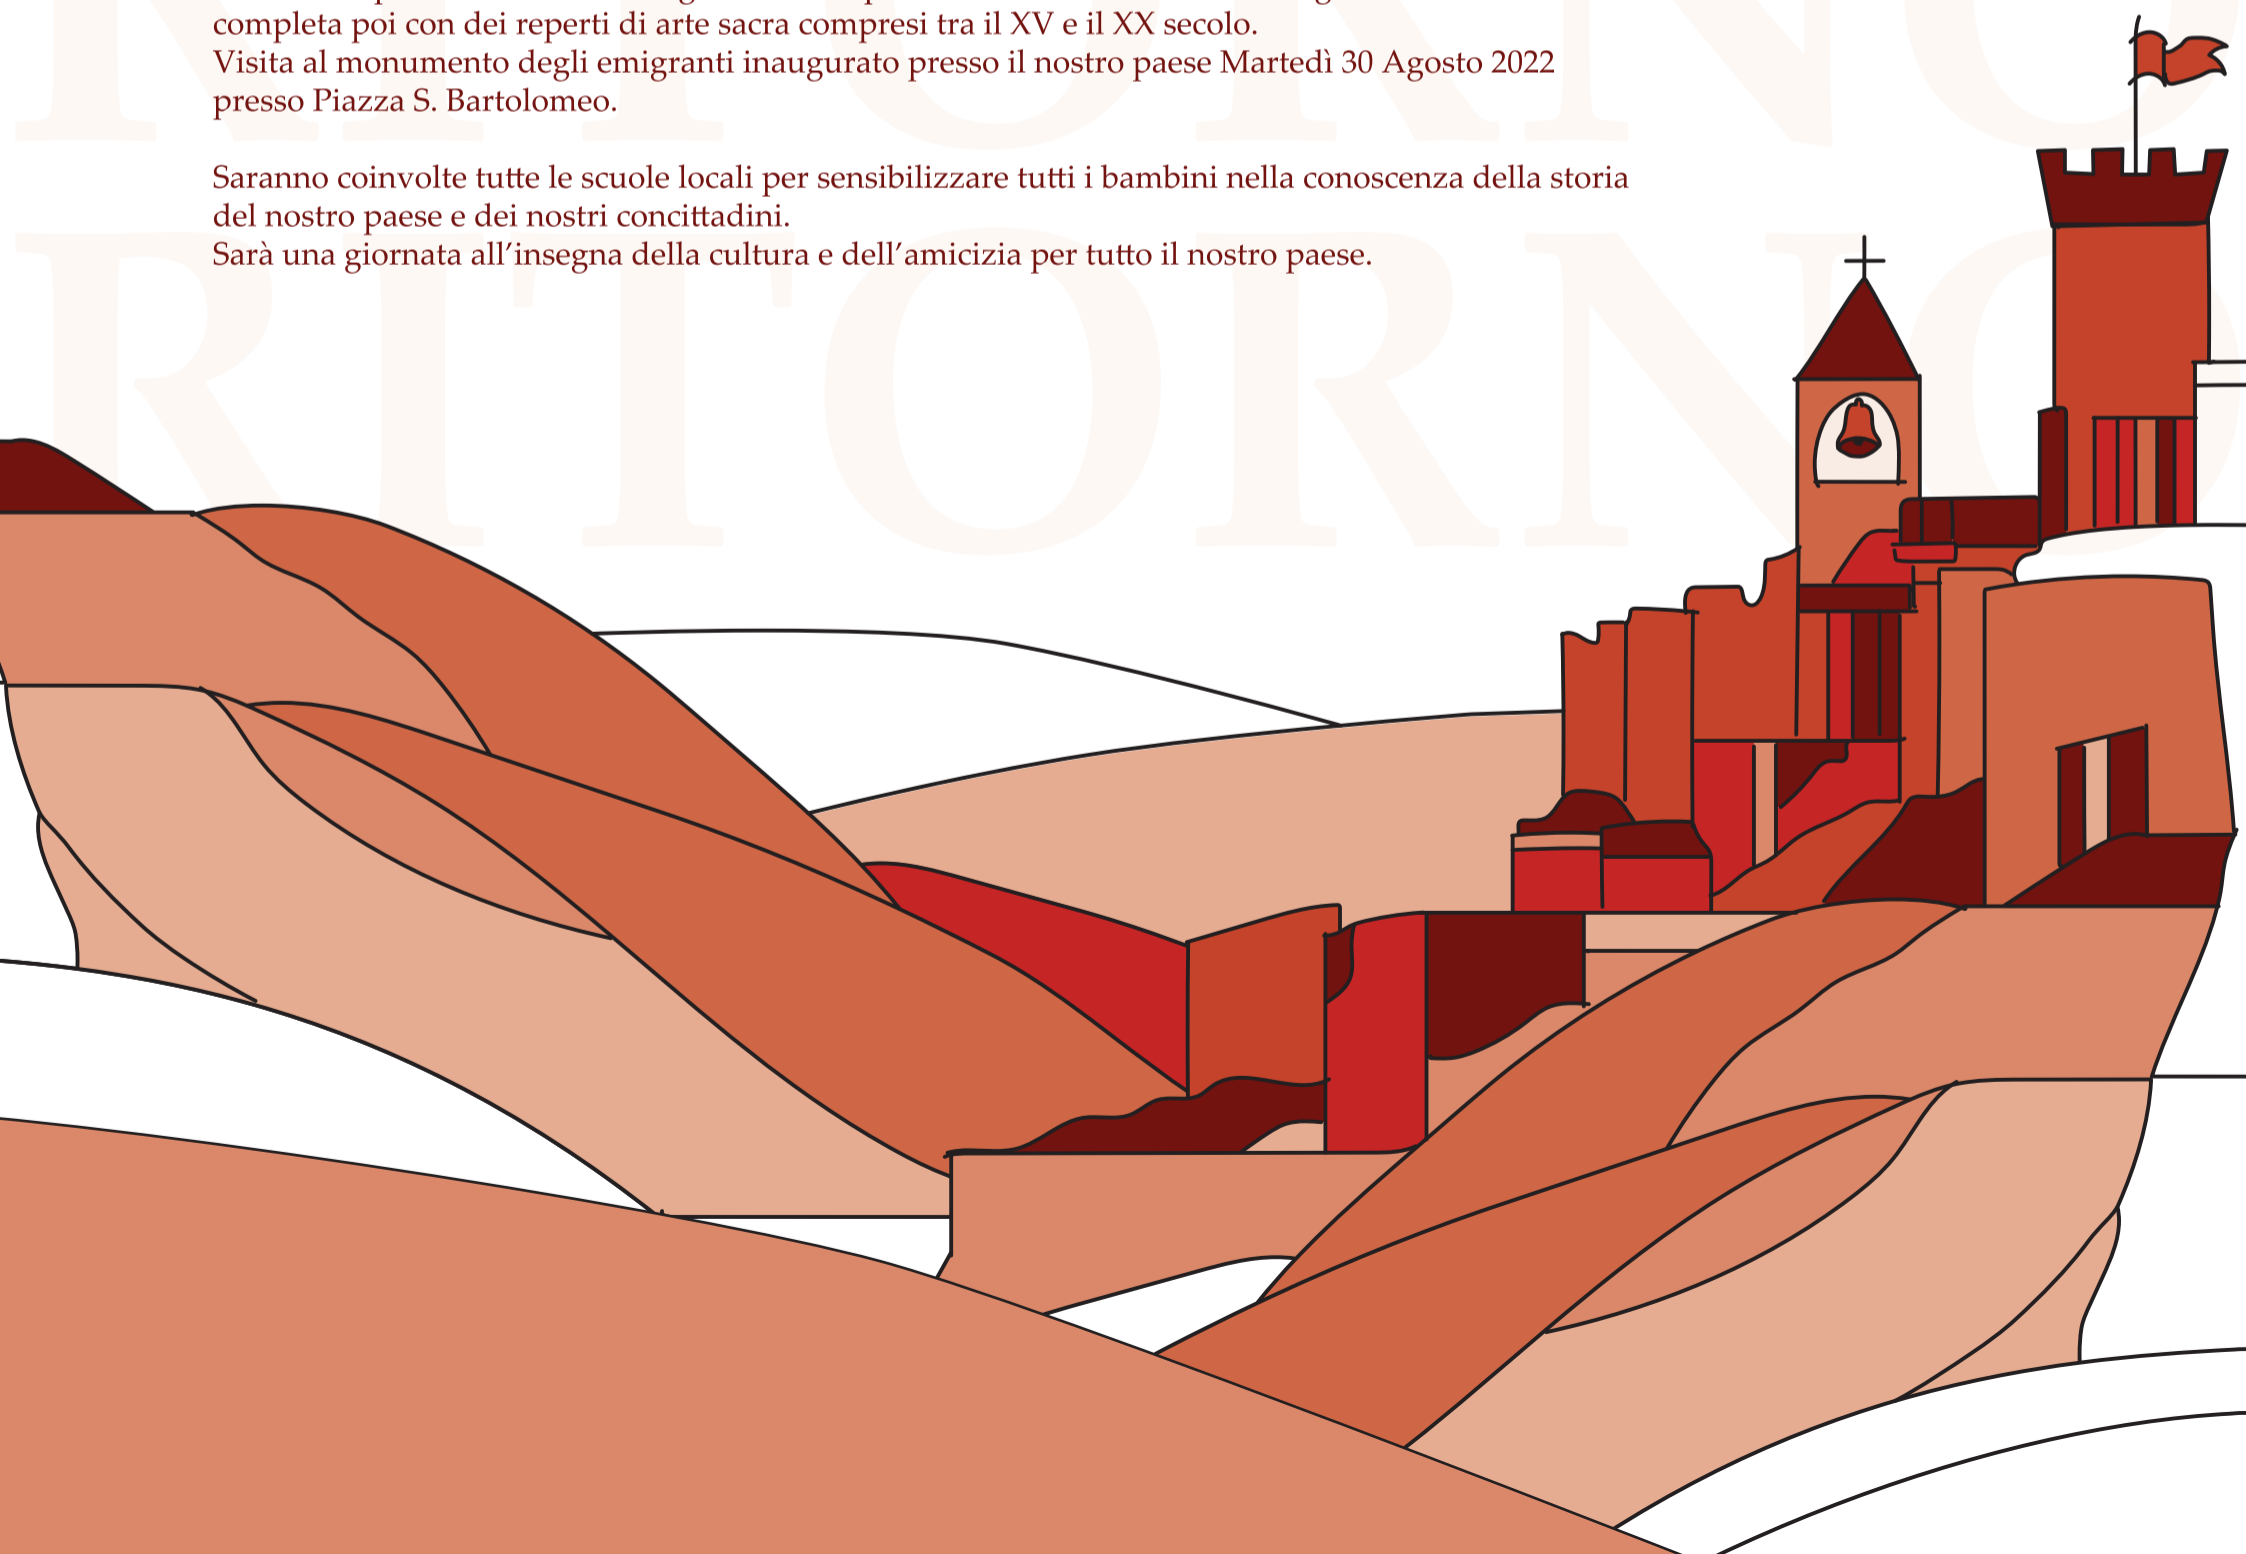 completa poi con dei reperti di arte sacra compresi tra il XV e il XX secolo.
Visita al monumento degli emigranti inaugurato presso il nostro paese Martedì 30 Agosto 2022
presso Piazza S. Bartolomeo.
Saranno coinvolte tutte le scuole locali per sensibilizzare tutti i bambini nella conoscenza della storia
del nostro paese e dei nostri concittadini.
Sarà una giornata all’insegna della cultura e dell’amicizia per tutto il nostro paese.
RITORNO
RITORNO